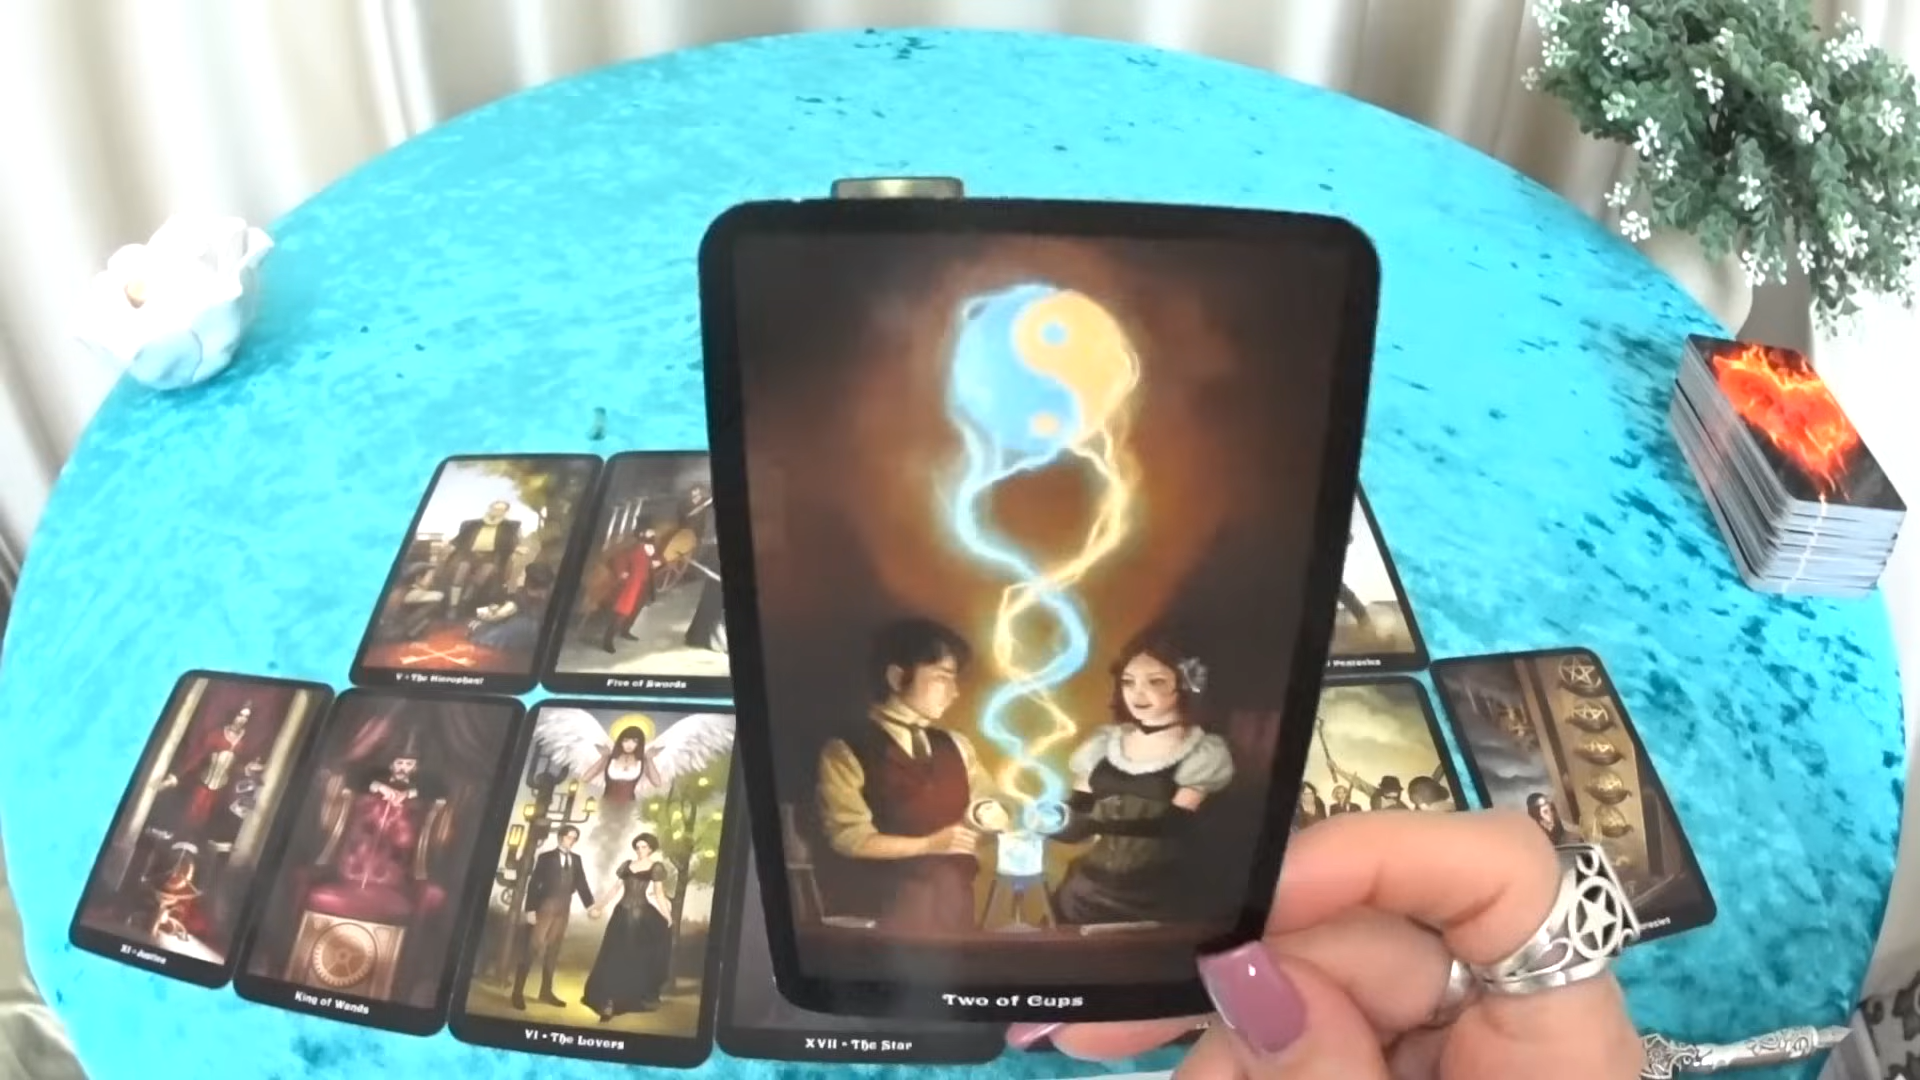 V • The Hierophant
Five of Swords
Pentacles
XI • Justice
King of Wands
VI • The Lovers
XVII • The Star
Two of Cups